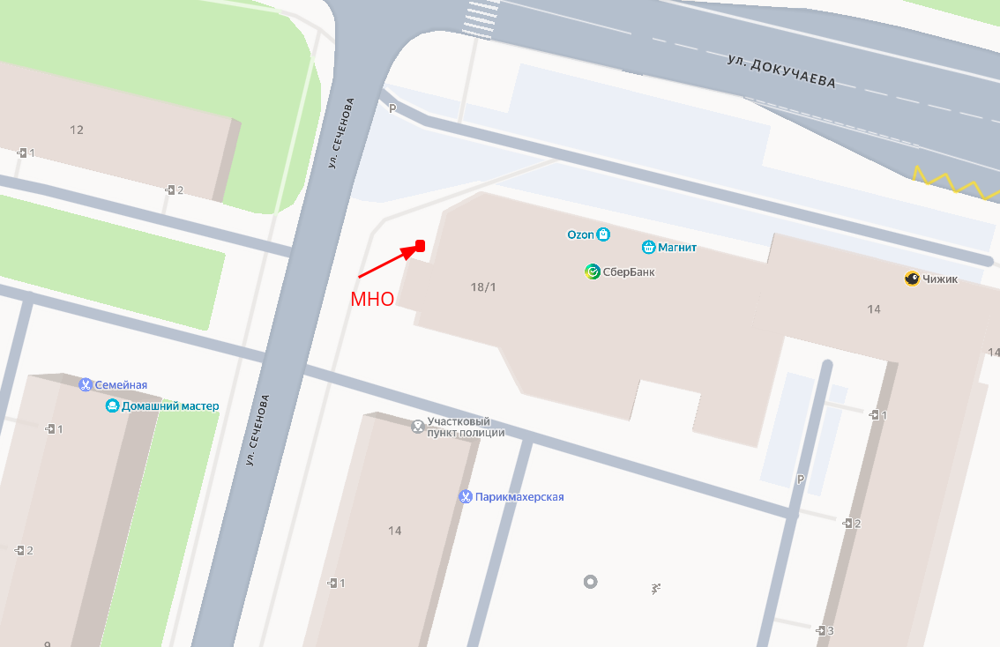 ул. ДОКУЧАЕВА
P
ул. СЕЧЕНОВА
12
1
2
Ozon
Магнит
СберБанк
Чижик
18/1
14
МНО
14
Семейная
Домашний мастер
1
Участковый
пункт полиции
1
ул. СЕЧЕНОВА
P
Парикмахерская
2
14
2
1
3
9